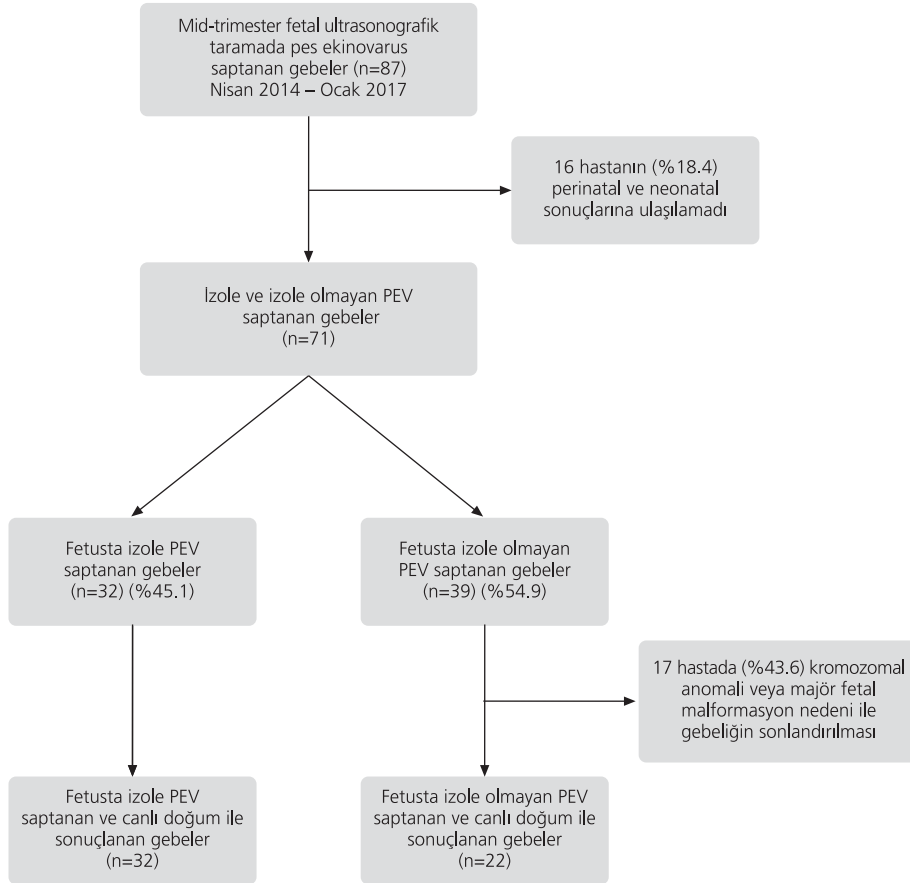 Mid-trimester fetal ultrasonografik
taramada pes ekinovarus
saptanan gebeler (n=87)
Nisan 2014 – Ocak 2017
16 hastanın (%18.4)
perinatal ve neonatal
sonuçlarına ulaşılamadı
İzole ve izole olmayan PEV
saptanan gebeler
(n=71)
Fetusta izole PEV
saptanan gebeler
(n=32) (%45.1)
Fetusta izole olmayan
PEV saptanan gebeler
(n=39) (%54.9)
17 hastada (%43.6) kromozomal
anomali veya majör fetal
malformasyon nedeni ile
gebeliğin sonlandırılması
Fetusta izole PEV
saptanan ve canlı doğum ile
sonuçlanan gebeler
(n=32)
Fetusta izole olmayan PEV
saptanan ve canlı doğum ile
sonuçlanan gebeler
(n=22)